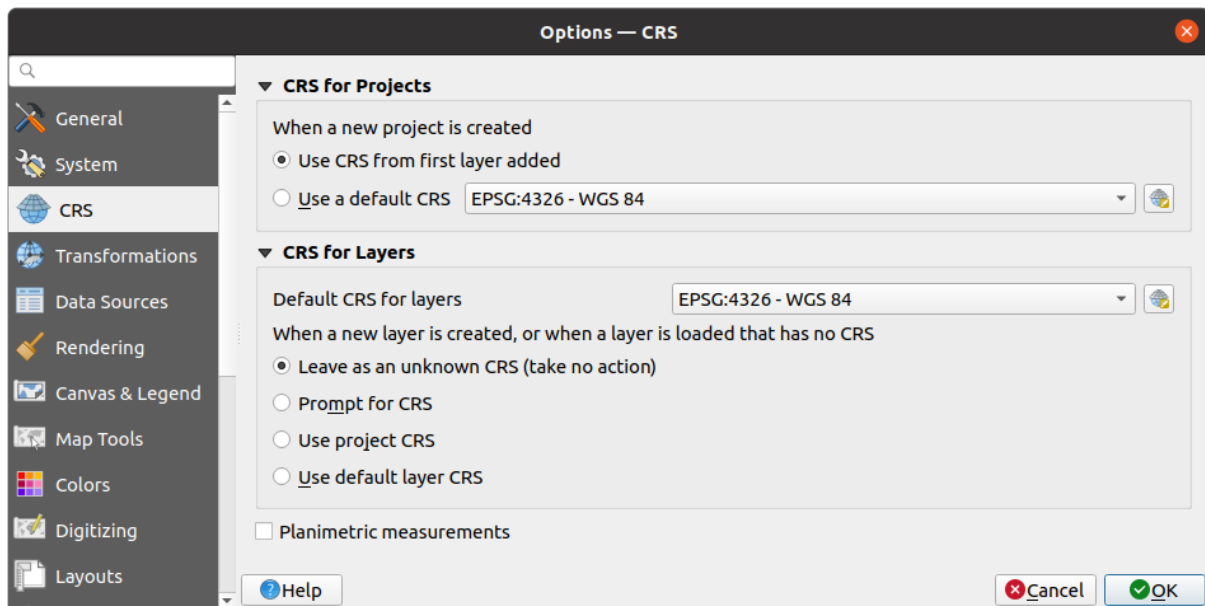 Options — CRS
General
System
CRS
Transformations
Data Sources
Rendering
Canvas & Legend
Map Tools
Colors
Digitizing
Layouts
CRS for Projects
When a new project is created
Use CRS from first layer added
Use a default CRS EPSG:4326 - WGS 84
CRS for Layers
Default CRS for layers EPSG:4326 - WGS 84
When a new layer is created, or when a layer is loaded that has no CRS
Leave as an unknown CRS (take no action)
Prompt for CRS
Use project CRS
Use default layer CRS
Planimetric measurements
Help Cancel OK